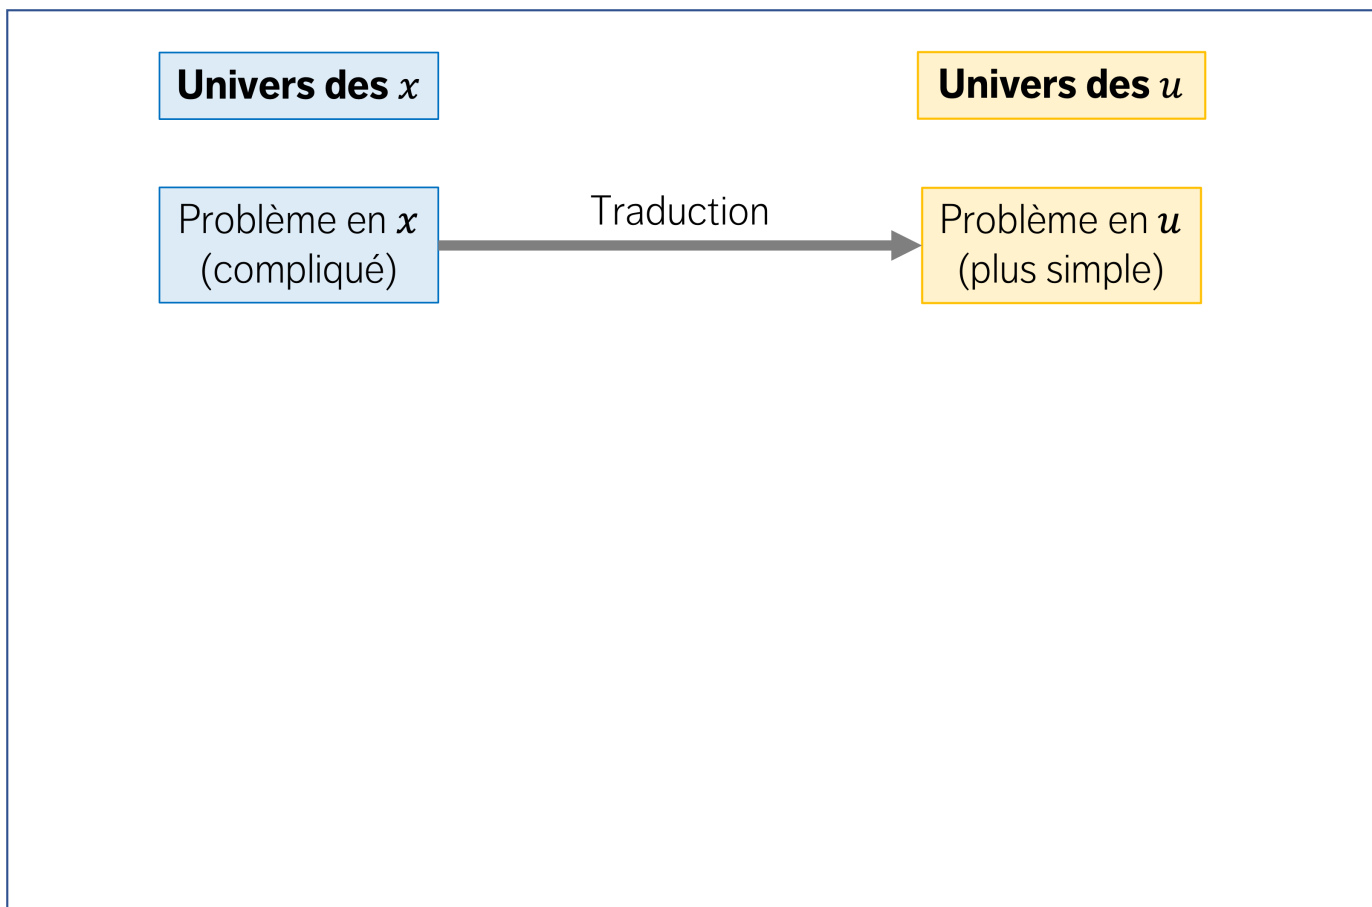 Univers des x
Univers des u
Problème en x
(compliqué)
Traduction
Problème en u
(plus simple)